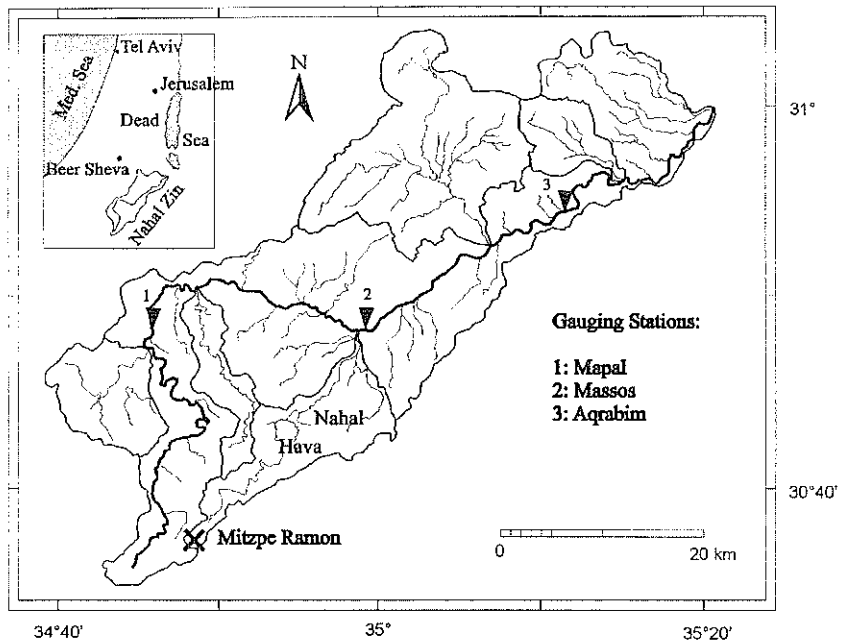 Tel Aviv
Med. Sea
Jerusalem
Dead
Sea
Beer Sheva
Nahal Zin
N
31°
3
1
2
Gauging Stations:
1: Mapal
2: Massos
3: Aqrabim
Nahal
Hava
30°40'
Mitzpe Ramon
0
20 km
34°40'
35°
35°20'